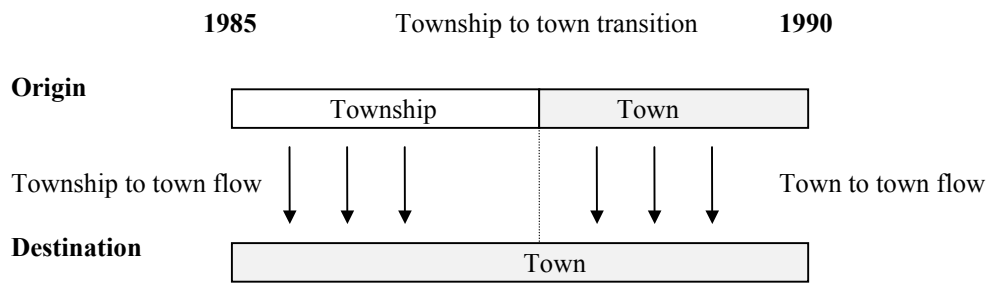 1985 Township to town transition 1990
Origin
Township Town
Township to town flow Town to town flow
Destination
Town